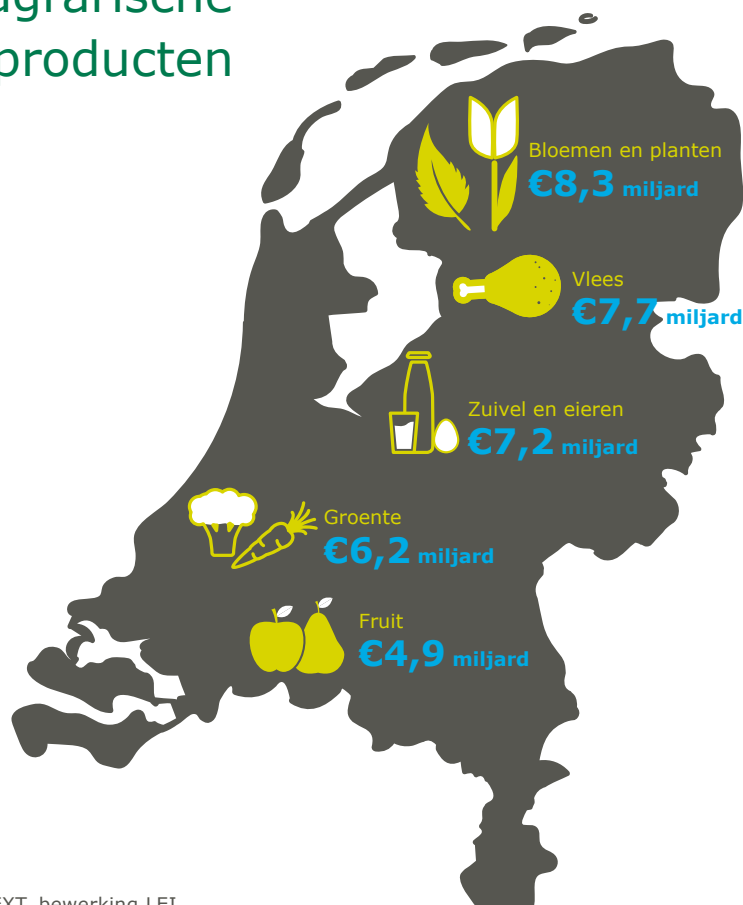 producten
Bloemen en planten
€8,3 miljard
Vlees
€7,7 miljard
Zuivel en eieren
€7,2 miljard
Groente
€6,2 miljard
Fruit
€4,9 miljard
bewerking LEI